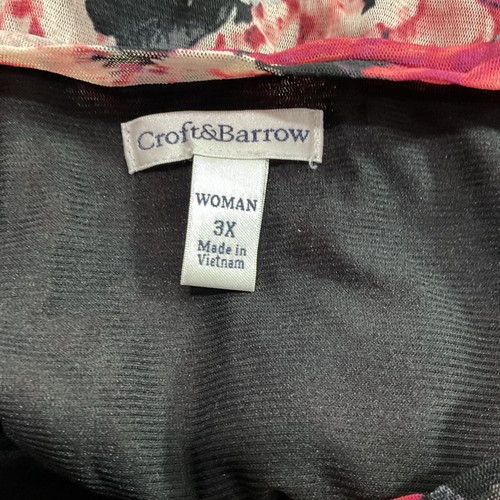 Croft&Barrow
WOMAN
3X
Made in
Vietnam